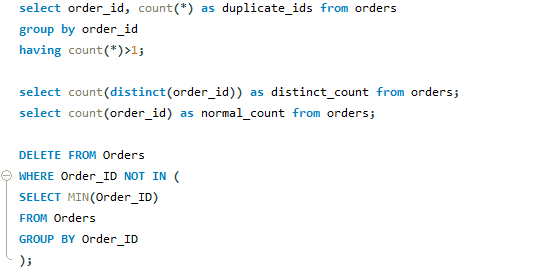 select order_id, count(*) as duplicate_ids from orders
group by order_id
having count(*)>1;
select count(distinct(order_id)) as distinct_count from orders;
select count(order_id) as normal_count from orders;
DELETE FROM Orders
WHERE Order_ID NOT IN (
SELECT MIN(Order_ID)
FROM Orders
GROUP BY Order_ID
);